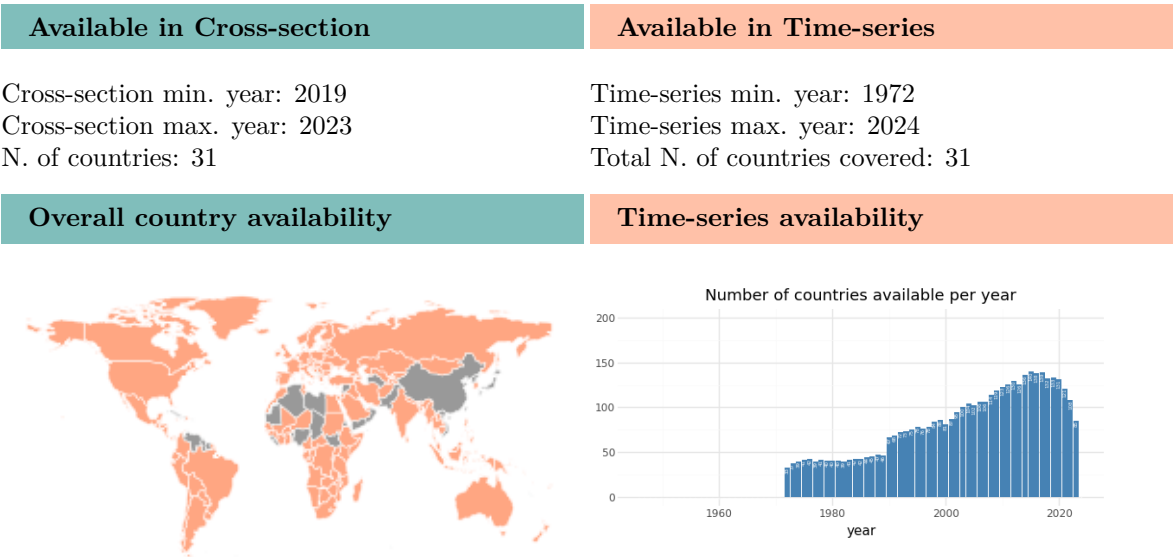 Available in Cross-section
Available in Time-series
Cross-section min. year: 2019
Cross-section max. year: 2023
N. of countries: 31
Time-series min. year: 1972
Time-series max. year: 2024
Total N. of countries covered: 31
Overall country availability
Time-series availability
Number of countries available per year
200
150
100
50
0
1960
1980
2000
2020
year